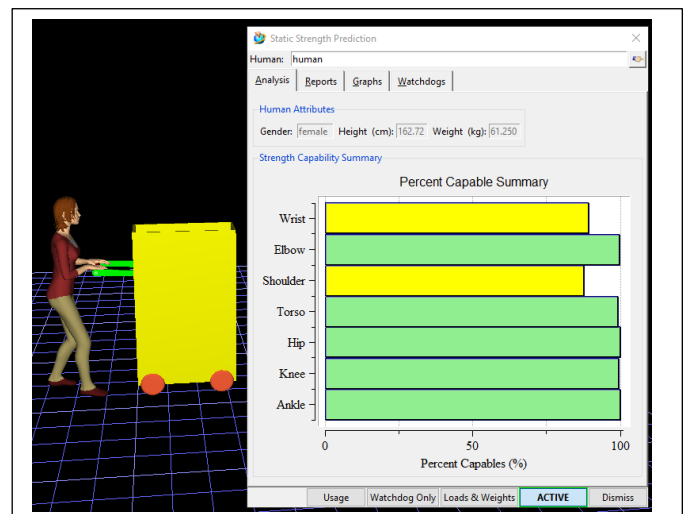 Static Strength Prediction
Human: human
Analysis Reports Graphs Watchdogs
Human Attributes
Gender: female Height (cm): 162.72 Weight (kg): 61.250
Strength Capability Summary
Percent Capable Summary
Wrist
Elbow
Shoulder
Torso
Hip
Knee
Ankle
0 50 100
Percent Capables (%)
Usage Watchdog Only Loads & Weights ACTIVE Dismiss